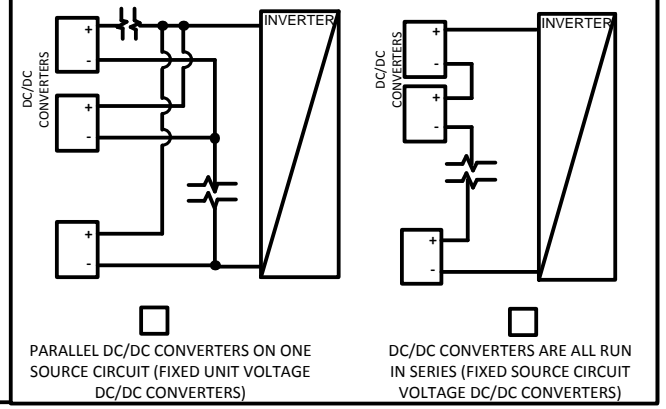 INVERTER
DC/DC
CONVERTERS
+
-
+
-
+
-
PARALLEL DC/DC CONVERTERS ON ONE
SOURCE CIRCUIT (FIXED UNIT VOLTAGE
DC/DC CONVERTERS)
INVERTER
DC/DC
CONVERTERS
+
-
+
-
+
-
DC/DC CONVERTERS ARE ALL RUN
IN SERIES (FIXED SOURCE CIRCUIT
VOLTAGE DC/DC CONVERTERS)